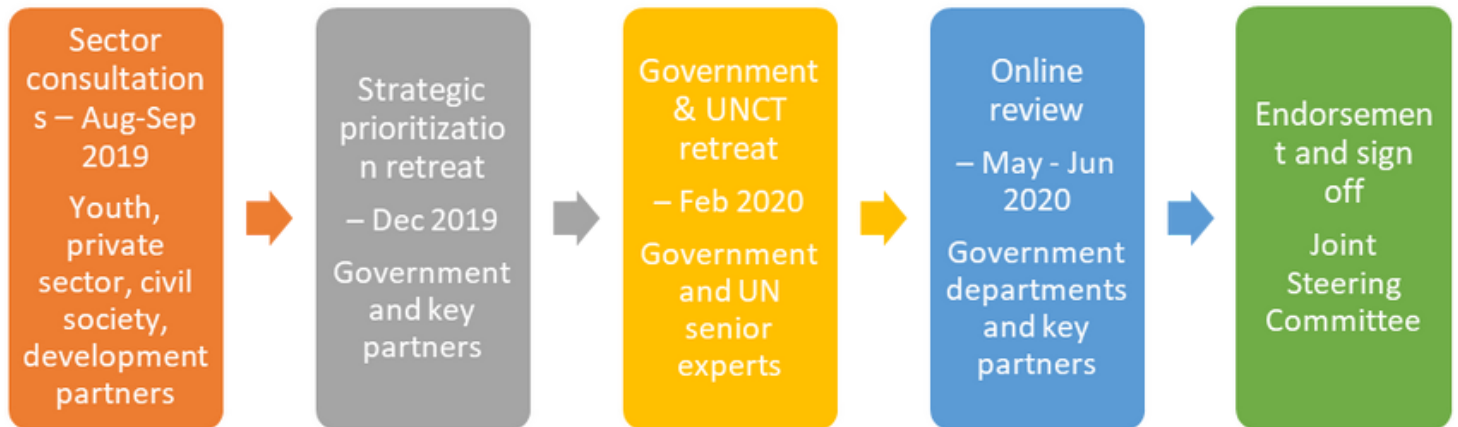 Sector
consultation
s – Aug-Sep
2019
Youth,
private
sector, civil
society,
development
partners
Strategic
prioritizatio
n retreat
– Dec 2019
Government
and key
partners
Government
& UNCT
retreat
– Feb 2020
Government
and UN
senior
experts
Online
review
– May - Jun
2020
Government
departments
and key
partners
Endorsemen
t and sign
off
Joint
Steering
Committee